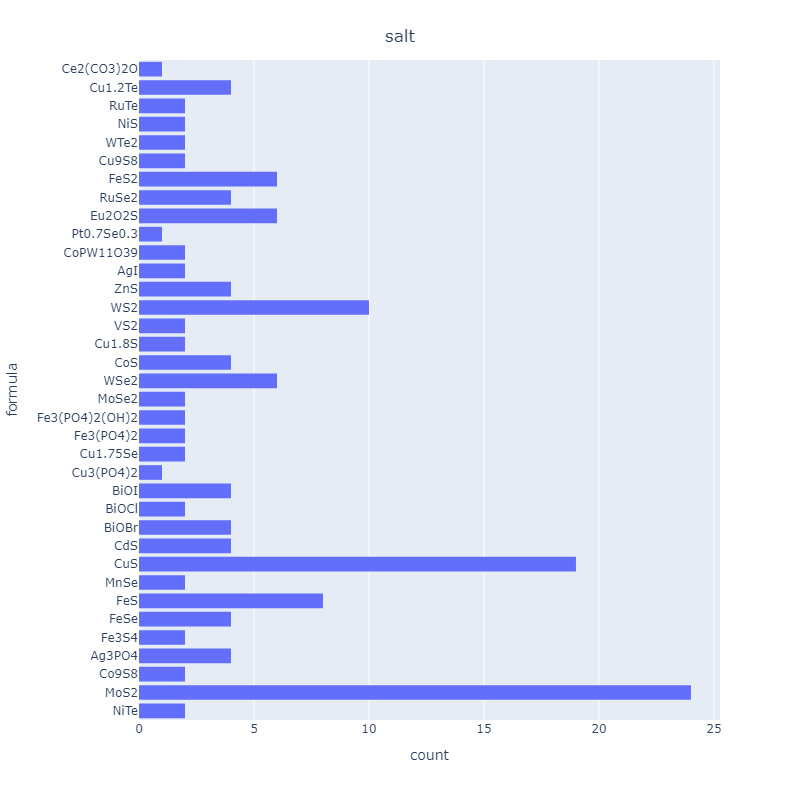 salt
Ce2(CO3)2O
Cu1.2Te
RuTe
NiS
WTe2
Cu9S8
FeS2
RuSe2
Eu2O2S
Pt0.7Se0.3
CoPW11O39
AgI
ZnS
WS2
VS2
Cu1.8S
CoS
WSe2
MoSe2
Fe3(PO4)2(OH)2
Fe3(PO4)2
Cu1.75Se
Cu3(PO4)2
BiOI
BiOCl
BiOBr
CdS
CuS
MnSe
FeS
FeSe
Fe3S4
Ag3PO4
Co9S8
MoS2
NiTe
formula
0 5 10 15 20 25
count